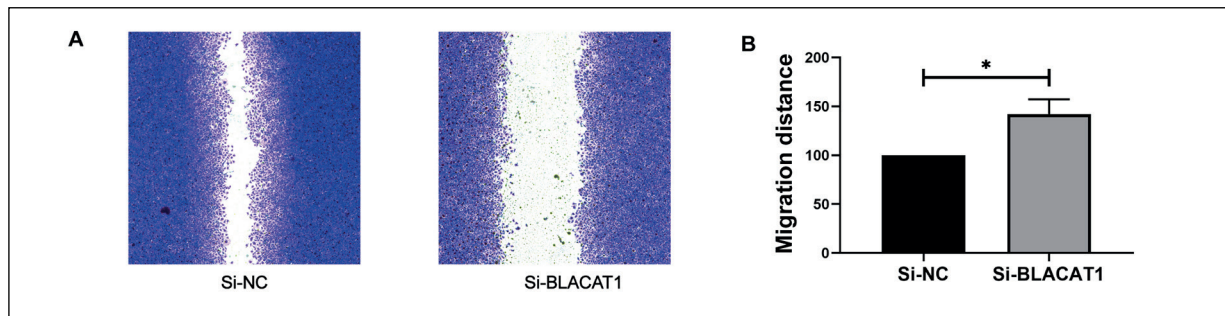 A
Si-NC
Si-BLACAT1
B
Migration distance
200
150
100
50
0
*
Si-NC
Si-BLACAT1